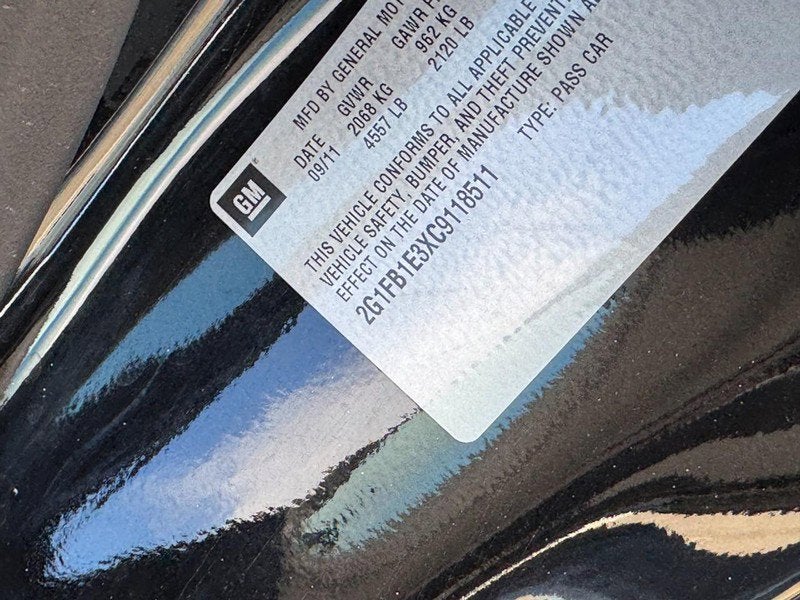 GM
MFD BY GENERAL MOT
DATE GVWR GAWR F
09/11 2068 KG 962 KG
4557 LB 2120 LB
THIS VEHICLE CONFORMS TO ALL APPLICABLE
VEHICLE SAFETY, BUMPER, AND THEFT PREVENT
EFFECT ON THE DATE OF MANUFACTURE SHOWN A
2G1FB1E3XC9118511 TYPE: PASS CAR